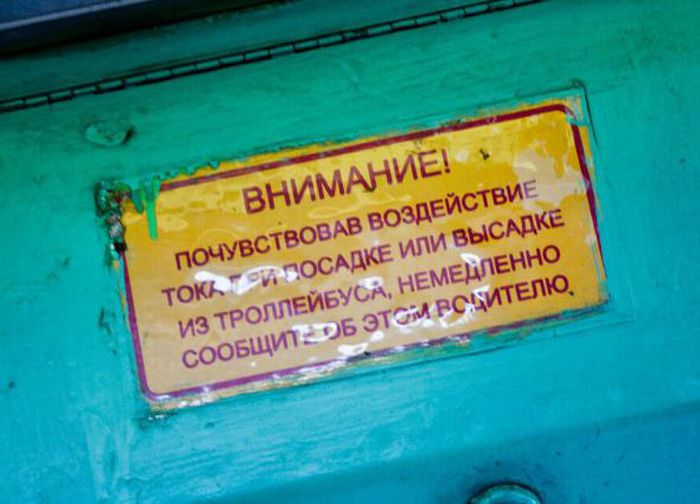 ВНИМАНИЕ!
ПОЧУВСТВОВАВ ВОЗДЕЙСТВИЕ
ТОКА ПРИ ПОСАДКЕ ИЛИ ВЫСАДКЕ
ИЗ ТРОЛЛЕЙБУСА, НЕМЕДЛЕННО
СООБЩИТЕ ОБ ЭТОМ ВОДИТЕЛЮ.